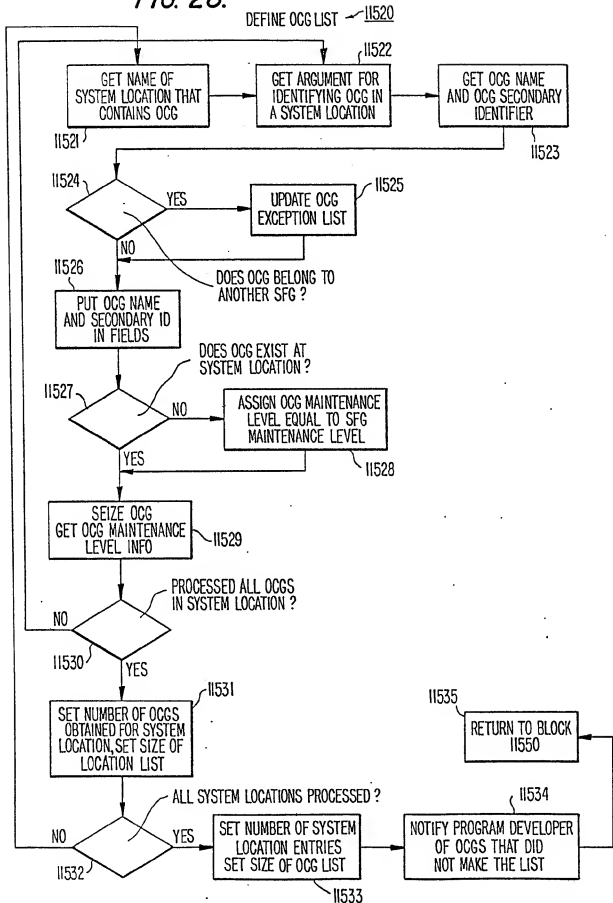 FIG. 28.
DEFINE OCG LIST 11520
GET NAME OF
SYSTEM LOCATION THAT
CONTAINS OCG
11521
11522
GET ARGUMENT FOR
IDENTIFYING OCG IN
A SYSTEM LOCATION
GET OCG NAME
AND OCG SECONDARY
IDENTIFIER
11523
11524
YES
NO
UPDATE OCG
EXCEPTION LIST
11525
DOES OCG BELONG TO
ANOTHER SFG ?
11526
PUT OCG NAME
AND SECONDARY ID
IN FIELDS
DOES OCG EXIST AT
SYSTEM LOCATION ?
11527
NO
YES
ASSIGN OCG MAINTENANCE
LEVEL EQUAL TO SFG
MAINTENANCE LEVEL
11528
SEIZE OCG
GET OCG MAINTENANCE
LEVEL INFO
11529
PROCESSED ALL OCGS
IN SYSTEM LOCATION ?
NO
11530
YES
11531
SET NUMBER OF OCGS
OBTAINED FOR SYSTEM
LOCATION, SET SIZE OF
LOCATION LIST
ALL SYSTEM LOCATIONS PROCESSED ?
NO
YES
11532
SET NUMBER OF SYSTEM
LOCATION ENTRIES
SET SIZE OF OCG LIST
11533
11534
NOTIFY PROGRAM DEVELOPER
OF OCGS THAT DID
NOT MAKE THE LIST
11535
RETURN TO BLOCK
11550